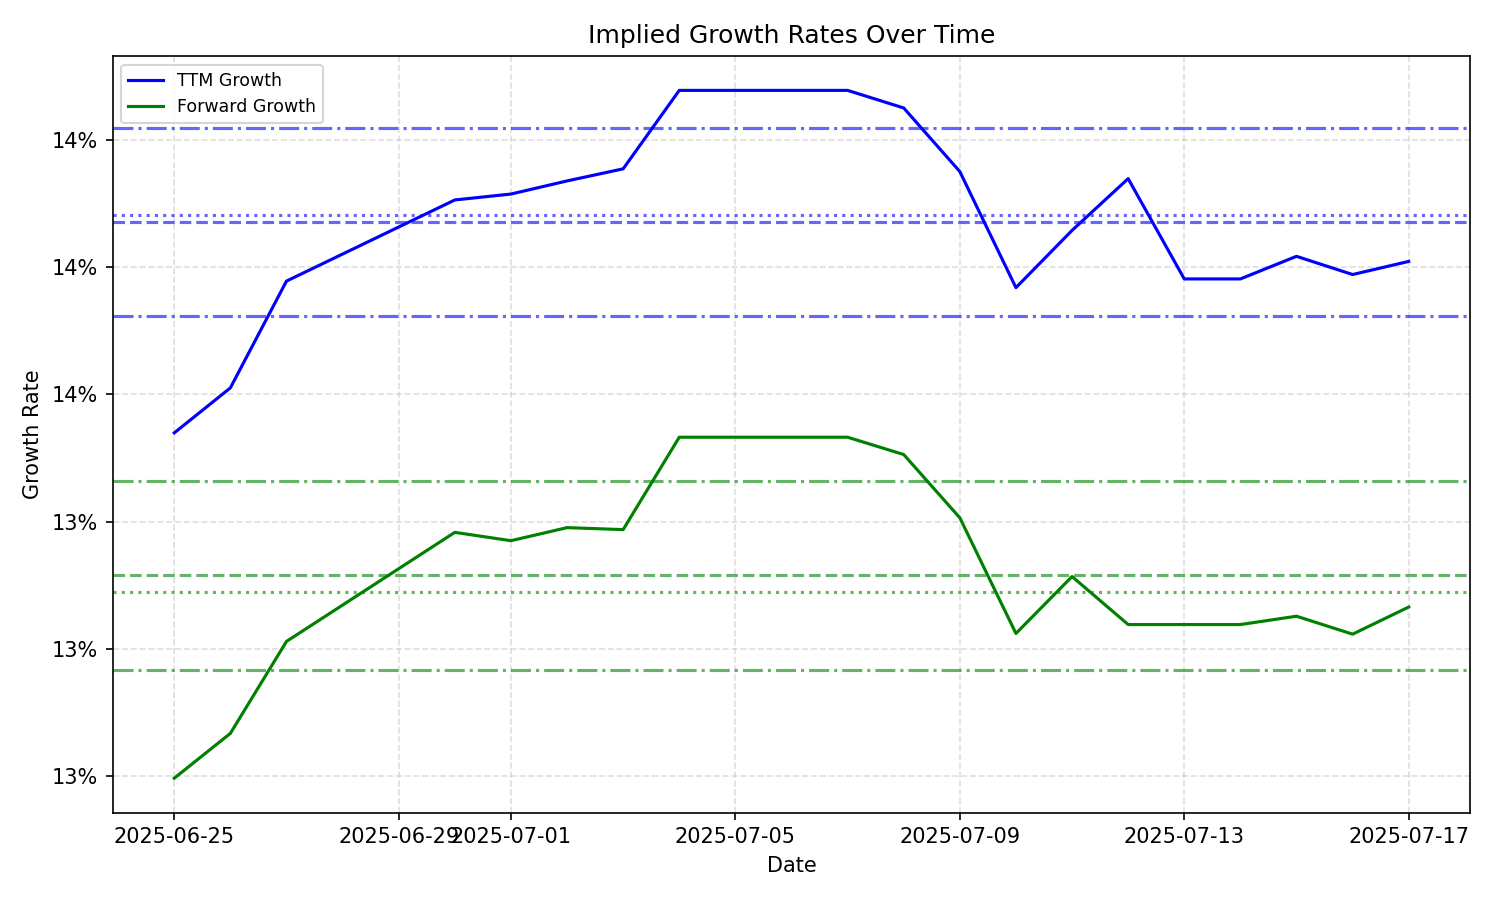 Implied Growth Rates Over Time
TTM Growth
Forward Growth
14%
14%
14%
13%
13%
13%
Growth Rate
2025-06-25
2025-06-29
2025-07-01
2025-07-05
2025-07-09
2025-07-13
2025-07-17
Date